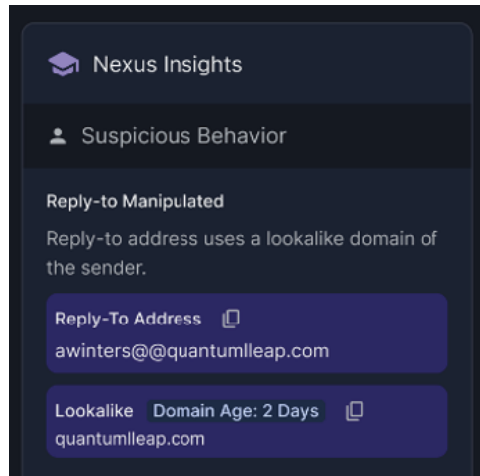 Nexus Insights
Suspicious Behavior
Reply-to Manipulated
Reply-to address uses a lookalike domain of
the sender.
Reply-To Address
awinters@@quantumlleap.com
Lookalike Domain Age: 2 Days
quantumlleap.com